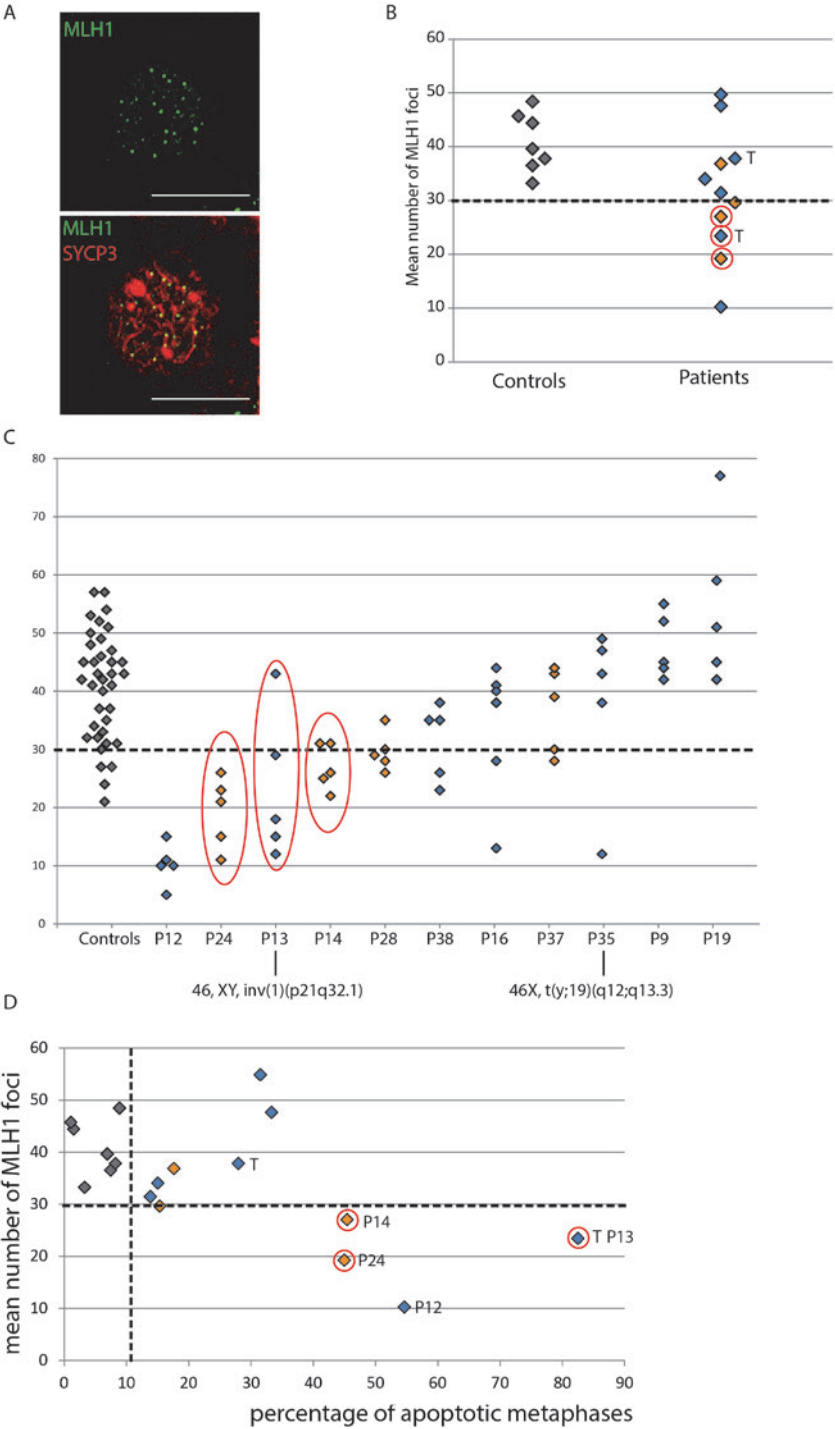 A
MLH1
MLH1
SYCP3
B
Mean number of MLH1 foci
60
50
40
30
20
10
0
T
T
Controls
Patients
C
80
70
60
50
40
30
20
10
0
Controls P12 P24 P13 P14 P28 P38 P16 P37 P35 P9 P19
46, XY, inv(1)(p21q32.1)
46X, t(y;19)(q12;q13.3)
D
mean number of MLH1 foci
60
50
40
30
20
10
0
T
P14
P24
T P13
P12
0 10 20 30 40 50 60 70 80 90
percentage of apoptotic metaphases